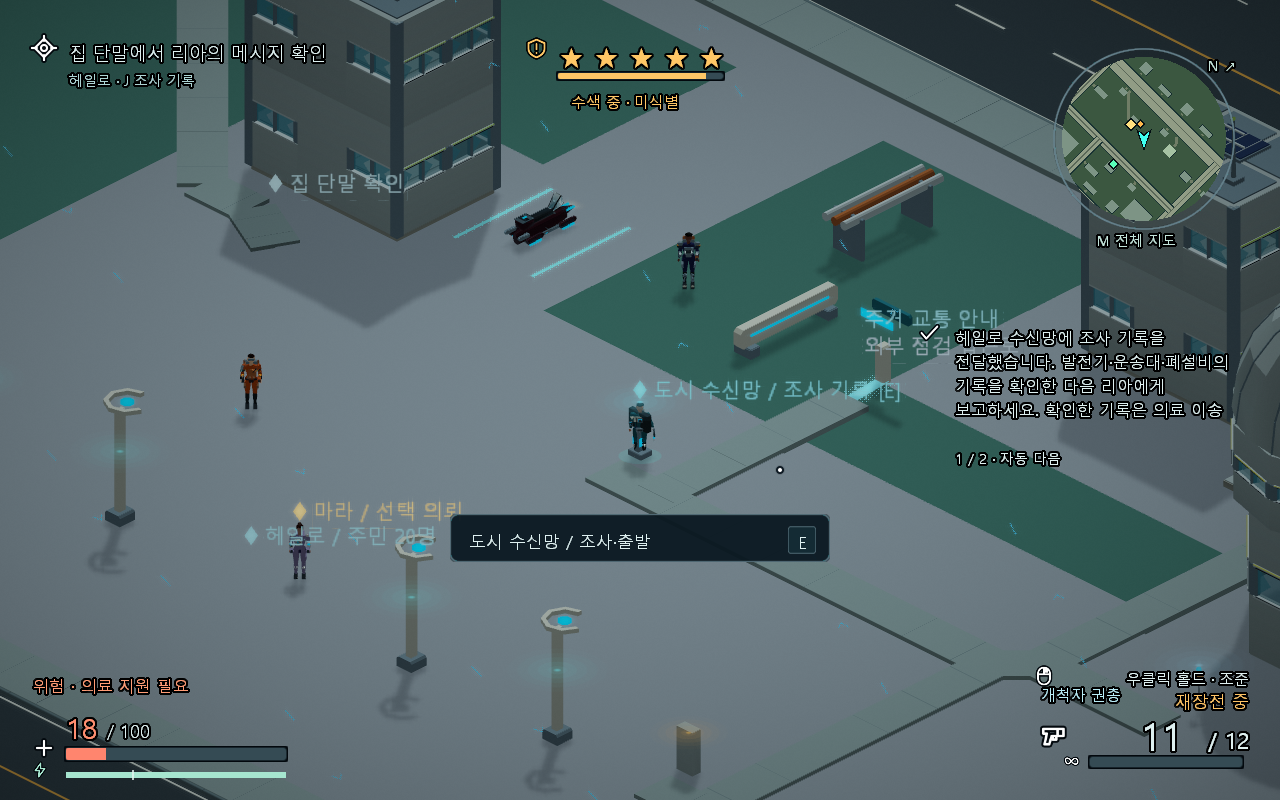 집 단말에서 리아의 메시지 확인
헤일로 · J 조사 기록
수색 중 · 미식별
N
M 전체 지도
집 단말 확인
주거 교통 안내
외부 점검
헤일로 수신망에 조사 기록을
전달했습니다. 발전기·운송대·폐설비의
기록을 확인한 다음 리아에게
보고하세요. 확인한 기록은 의료 이송
1 / 2 · 자동 다음
도시 수신망 / 조사 기록 [E]
마라 / 선택 의뢰
헤일로 / 주민 20명
도시 수신망 / 조사·출발
E
위험 · 의료 지원 필요
18 / 100
우클릭 홀드 · 조준
개척자 권총
재장전 중
11 / 12
∞